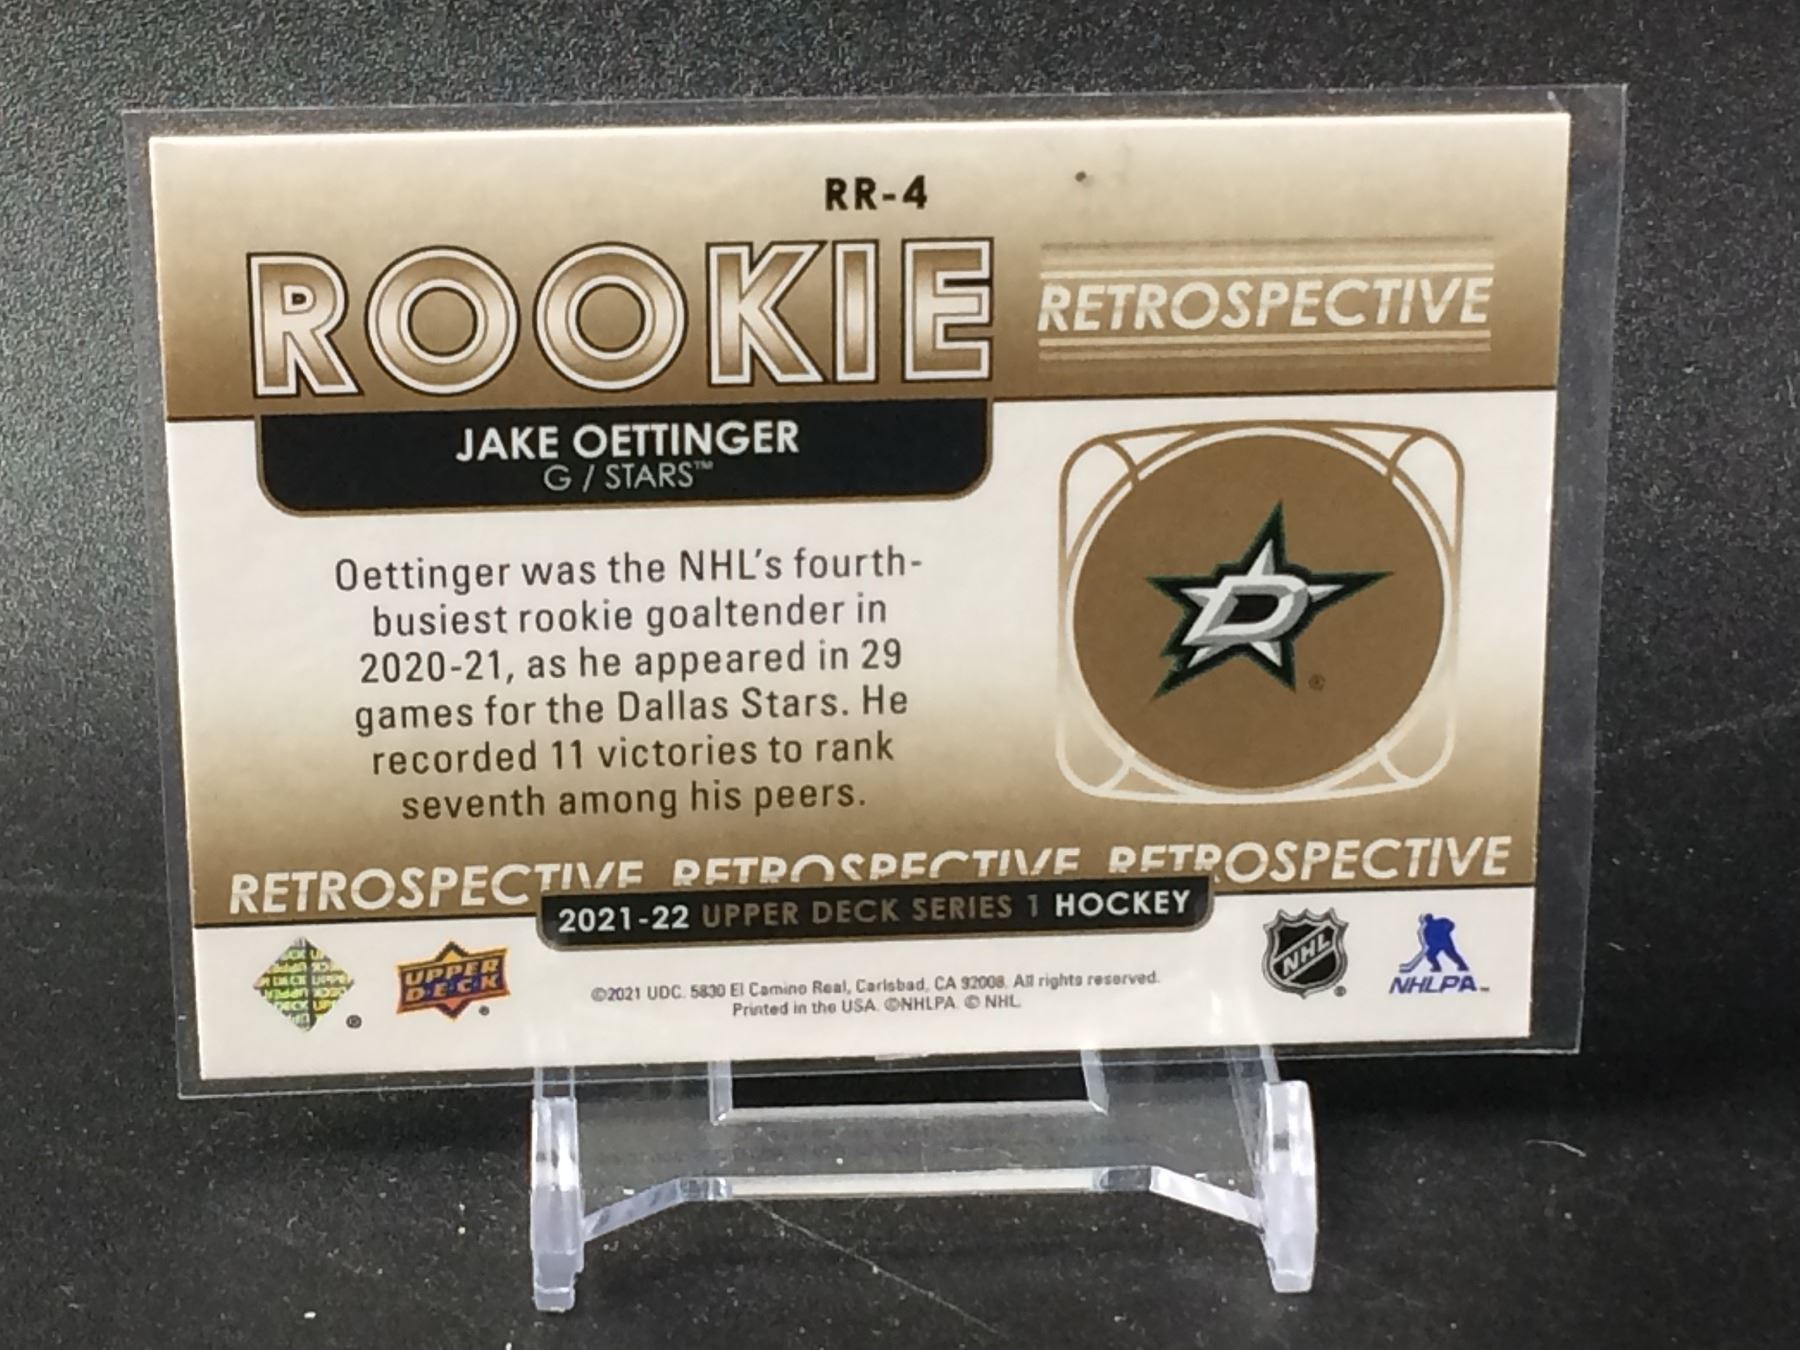 RR-4
ROOKIE
RETROSPECTIVE
JAKE OETTINGER
G / STARS™
Oettinger was the NHL's fourth-
busiest rookie goaltender in
2020-21, as he appeared in 29
games for the Dallas Stars. He
recorded 11 victories to rank
seventh among his peers.
D ®
RETROSPECTIVE RETROSPECTIVE RETROSPECTIVE
2021-22 UPPER DECK SERIES 1 HOCKEY
UPPER
DECK
©2021 UDC. 5830 El Camino Real, Carlsbad, CA 92008. All rights reserved.
Printed in the USA. ©NHLPA. © NHL.
NHL
NHLPA™